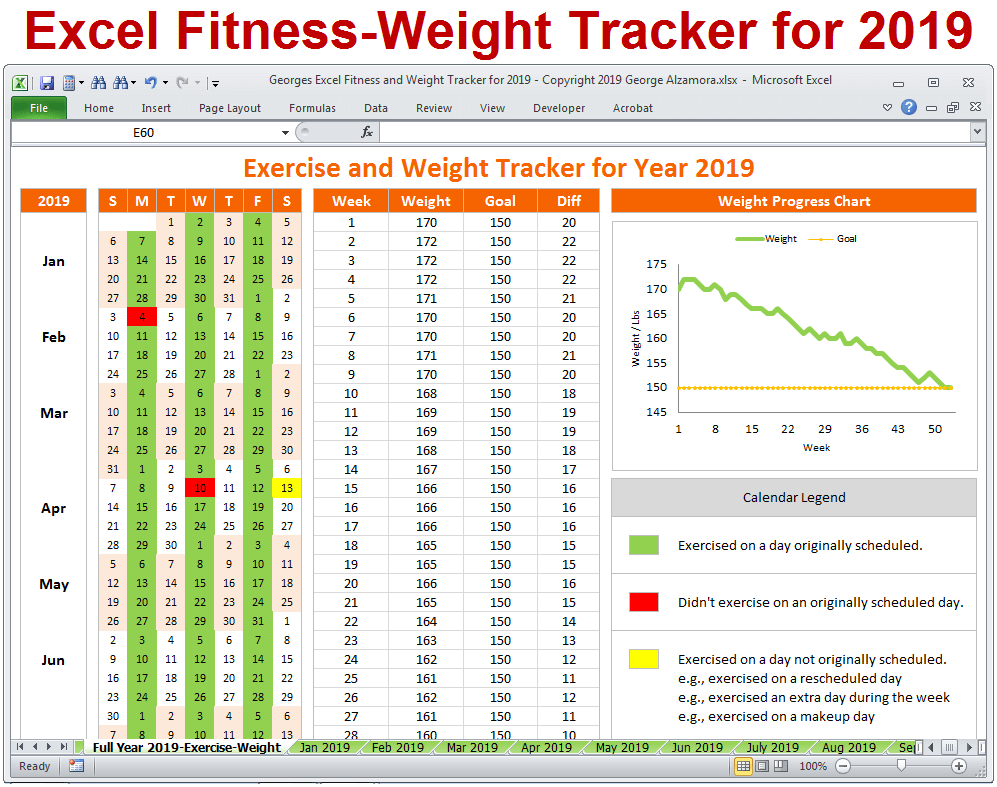 Excel Fitness-Weight Tracker for 2019
Georges Excel Fitness and Weight Tracker for 2019 - Copyright 2019 George Alzamora.xlsx - Microsoft Excel
File Home Insert Page Layout Formulas Data Review View Developer Acrobat
E60 fx
Exercise and Weight Tracker for Year 2019
2019 S M T W T F S Week Weight Goal Diff
1 2 3 4 5 1 170 150 20
6 7 8 9 10 11 12 2 172 150 22
Jan 13 14 15 16 17 18 19 3 172 150 22
20 21 22 23 24 25 26 4 172 150 22
27 28 29 30 31 1 2 5 171 150 21
3 4 5 6 7 8 9 6 170 150 20
Feb 10 11 12 13 14 15 16 7 170 150 20
17 18 19 20 21 22 23 8 171 150 21
24 25 26 27 28 1 2 9 170 150 20
3 4 5 6 7 8 9 10 168 150 18
Mar 10 11 12 13 14 15 16 11 169 150 19
17 18 19 20 21 22 23 12 169 150 19
24 25 26 27 28 29 30 13 168 150 18
31 1 2 3 4 5 6 14 167 150 17
7 8 9 10 11 12 13 15 166 150 16
Apr 14 15 16 17 18 19 20 16 166 150 16
21 22 23 24 25 26 27 17 166 150 16
28 29 30 1 2 3 4 18 165 150 15
5 6 7 8 9 10 11 19 165 150 15
May 12 13 14 15 16 17 18 20 166 150 16
19 20 21 22 23 24 25 21 165 150 15
26 27 28 29 30 31 1 22 164 150 14
2 3 4 5 6 7 8 23 163 150 13
Jun 9 10 11 12 13 14 15 24 162 150 12
16 17 18 19 20 21 22 25 161 150 11
23 24 25 26 27 28 29 26 162 150 12
30 1 2 3 4 5 6 27 161 150 11
7 8 9 10 11 12 13 28 160 150 10
Weight Progress Chart
Weight Goal
175
170
165
160
155
150
145
Weight / Lbs
1 8 15 22 29 36 43 50
Week
Calendar Legend
Exercised on a day originally scheduled.
Didn't exercise on an originally scheduled day.
Exercised on a day not originally scheduled.
e.g., exercised on a rescheduled day
e.g., exercised an extra day during the week
e.g., exercised on a makeup day
Full Year 2019-Exercise-Weight Jan 2019 Feb 2019 Mar 2019 Apr 2019 May 2019 Jun 2019 July 2019 Aug 2019 Sep
Ready 100%